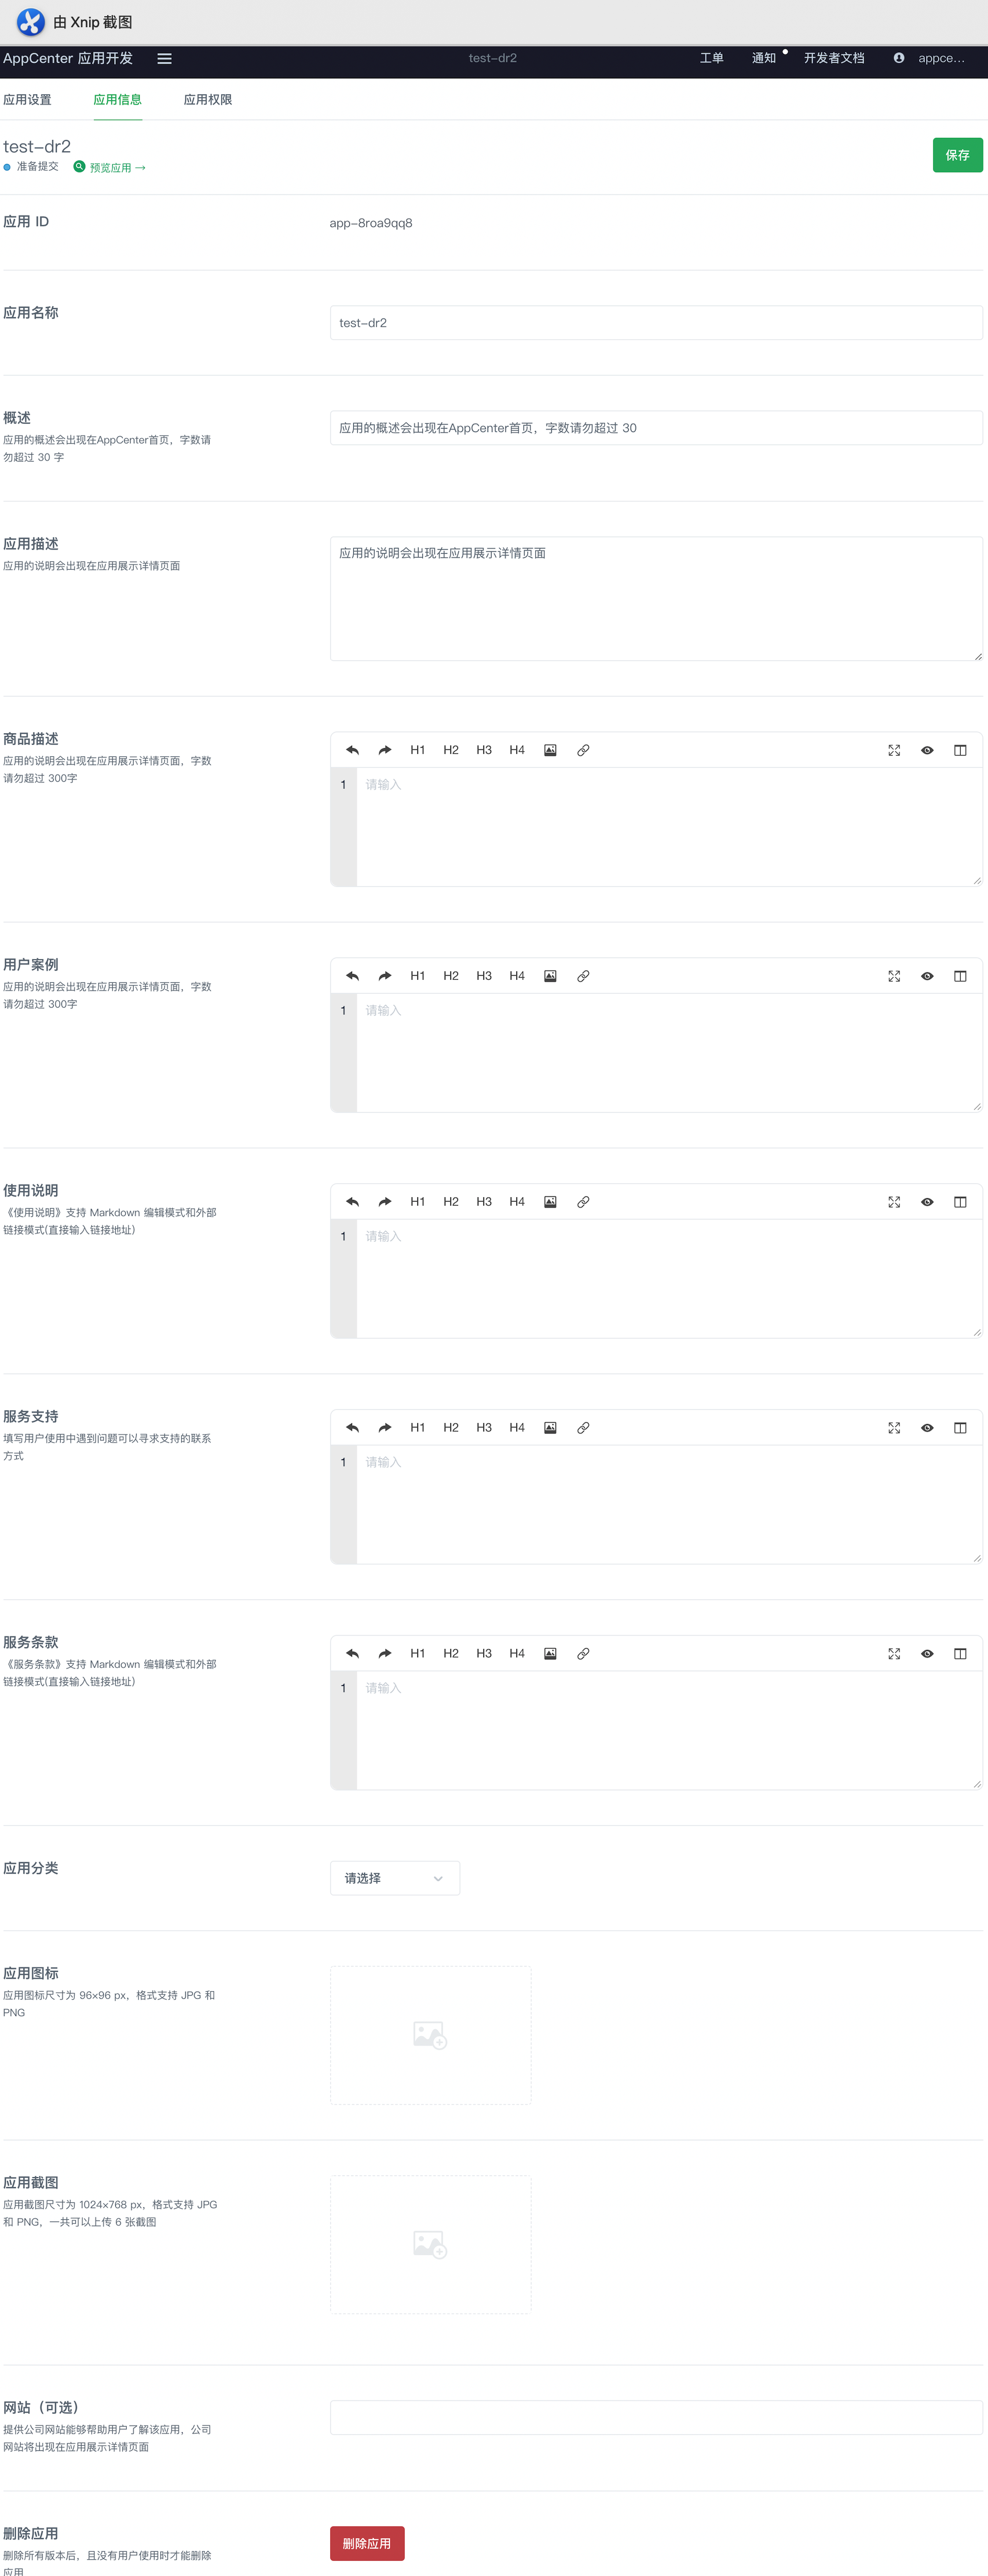 由 Xnip 截图
AppCenter 应用开发 test-dr2 工单 通知 开发者文档 appce...
应用设置 应用信息 应用权限
test-dr2
准备提交 预览应用 →
保存
应用 ID app-8roa9qq8
应用名称 test-dr2
概述
应用的概述会出现在AppCenter首页，字数请
勿超过 30 字
应用的概述会出现在AppCenter首页，字数请勿超过 30
应用描述
应用的说明会出现在应用展示详情页面
应用的说明会出现在应用展示详情页面
商品描述
应用的说明会出现在应用展示详情页面，字数
请勿超过 300字
H1 H2 H3 H4
1 请输入
用户案例
应用的说明会出现在应用展示详情页面，字数
请勿超过 300字
H1 H2 H3 H4
1 请输入
使用说明
《使用说明》支持 Markdown 编辑模式和外部
链接模式(直接输入链接地址)
H1 H2 H3 H4
1 请输入
服务支持
填写用户使用中遇到问题可以寻求支持的联系
方式
H1 H2 H3 H4
1 请输入
服务条款
《服务条款》支持 Markdown 编辑模式和外部
链接模式(直接输入链接地址)
H1 H2 H3 H4
1 请输入
应用分类 请选择
应用图标
应用图标尺寸为 96×96 px，格式支持 JPG 和
PNG
应用截图
应用截图尺寸为 1024×768 px，格式支持 JPG
和 PNG，一共可以上传 6 张截图
网站（可选）
提供公司网站能够帮助用户了解该应用，公司
网站将出现在应用展示详情页面
删除应用
删除所有版本后，且没有用户使用时才能删除
应用
删除应用